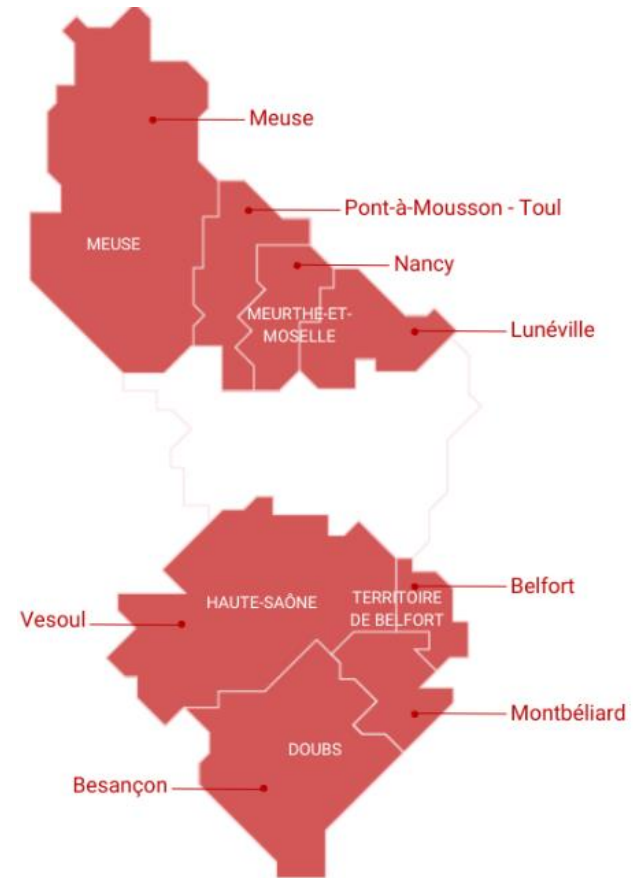 Meuse
Pont-à-Mousson - Toul
MEUSE
Nancy
MEURTHE-ET-
MOSELLE
Lunéville
Belfort
HAUTE-SAÔNE
TERRITOIRE
DE BELFORT
Vesoul
Montbéliard
DOUBS
Besançon